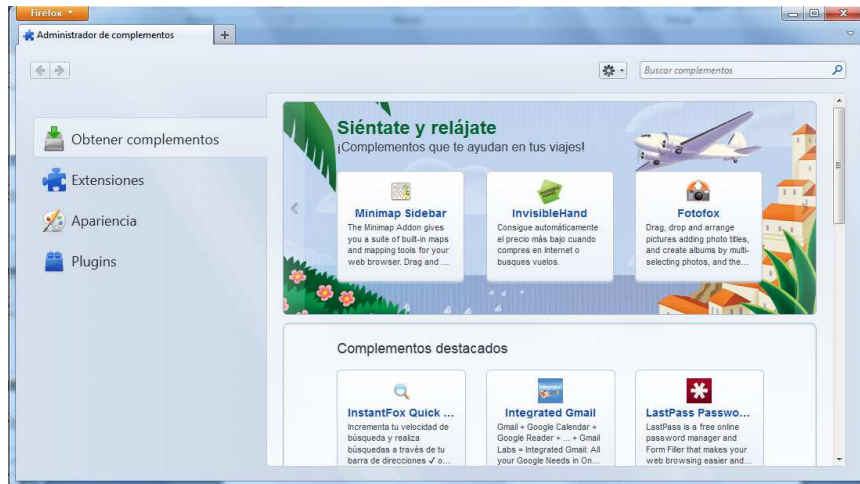 Firefox
Administrador de complementos
Buscar complementos
Obtener complementos
Extensiones
Apariencia
Plugins
Siéntate y relájate
¡Complementos que te ayudan en tus viajes!
Minimap Sidebar
The Minimap Addon gives
you a suite of built-in maps
and mapping tools for your
web browser. Drag and ...
InvisibleHand
Consigue automáticamente
el precio más bajo cuando
compres en Internet o
busques vuelos.
Fotofox
Drag, drop and arrange
pictures adding photo titles,
and create albums by multi-
selecting photos, and the...
Complementos destacados
InstantFox Quick ...
Incrementa tu velocidad de
búsqueda y realiza
búsquedas a través de tu
barra de direcciones ✓ o...
Integrated Gmail
Gmail + Google Calendar +
Google Reader + ... + Gmail
Labs = Integrated Gmail: All
your Google Needs in On...
LastPass Passwo...
LastPass is a free online
password manager and
Form Filler that makes your
web browsing easier and...